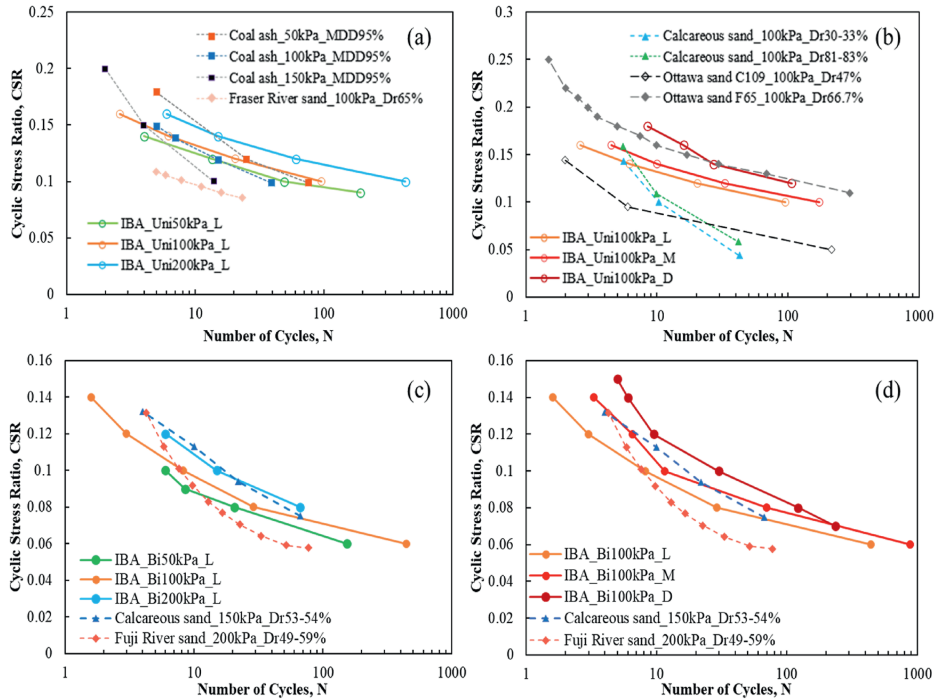 (a)
Coal ash_50kPa_MDD95%
Coal ash_100kPa_MDD95%
Coal ash_150kPa_MDD95%
Fraser River sand_100kPa_Dr65%
IBA_Uni50kPa_L
IBA_Uni100kPa_L
IBA_Uni200kPa_L
Cyclic Stress Ratio, CSR
0.25
0.2
0.15
0.1
0.05
0
1
10
100
1000
Number of Cycles, N
(b)
Calcareous sand_100kPa_Dr30-33%
Calcareous sand_100kPa_Dr81-83%
Ottawa sand C109_100kPa_Dr47%
Ottawa sand F65_100kPa_Dr66.7%
IBA_Uni100kPa_L
IBA_Uni100kPa_M
IBA_Uni100kPa_D
Cyclic Stress Ratio, CSR
0.3
0.25
0.2
0.15
0.1
0.05
0
1
10
100
1000
Number of Cycles, N
(c)
IBA_Bi50kPa_L
IBA_Bi100kPa_L
IBA_Bi200kPa_L
Calcareous sand_150kPa_Dr53-54%
Fuji River sand_200kPa_Dr49-59%
Cyclic Stress Ratio, CSR
0.16
0.14
0.12
0.1
0.08
0.06
0.04
0.02
0
1
10
100
1000
Number of Cycles, N
(d)
IBA_Bi100kPa_L
IBA_Bi100kPa_M
IBA_Bi100kPa_D
Calcareous sand_150kPa_Dr53-54%
Fuji River sand_200kPa_Dr49-59%
Cyclic Stress Ratio, CSR
0.16
0.14
0.12
0.1
0.08
0.06
0.04
0.02
0
1
10
100
1000
Number of Cycles, N